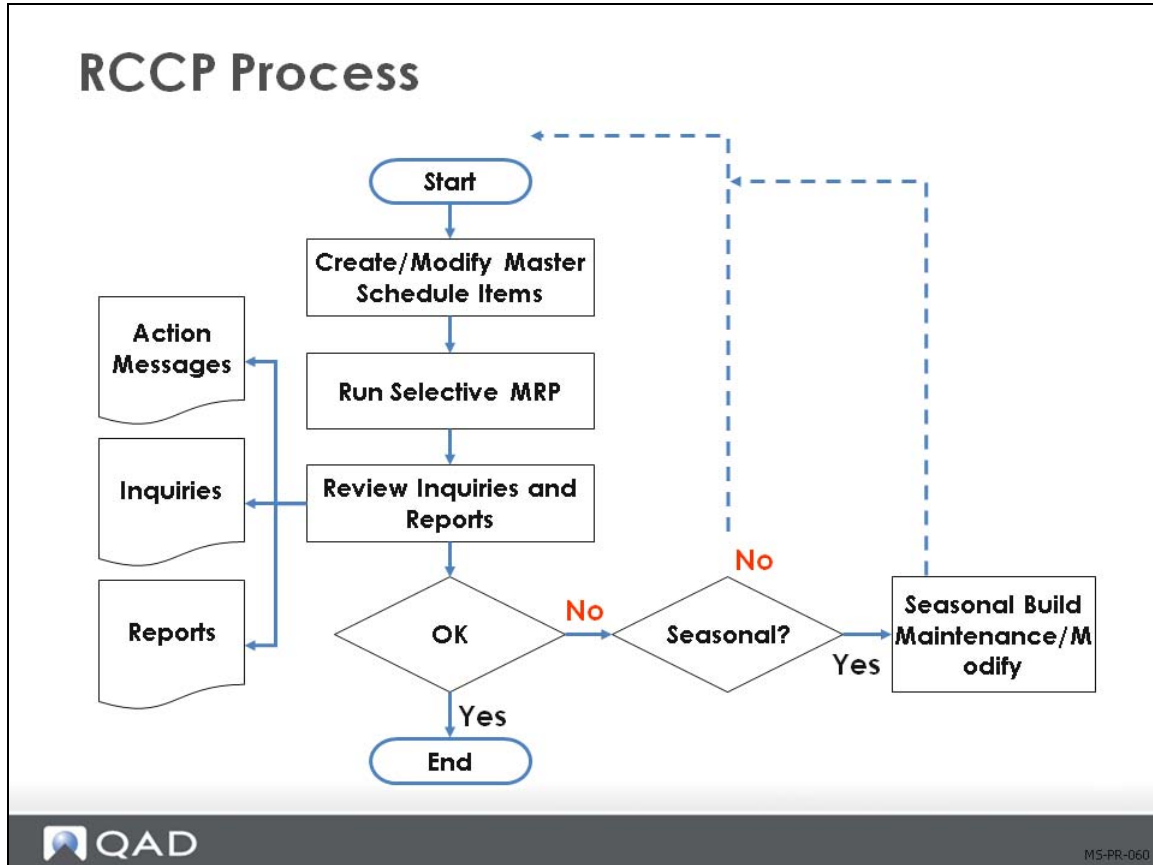 RCCP Process
Start
Create/Modify Master
Schedule Items
Action
Messages
Run Selective MRP
Inquiries
Review Inquiries and
Reports
Reports
OK
No
Seasonal?
No
Yes
Seasonal Build
Maintenance/M
odify
Yes
End
QAD
MS-PR-060